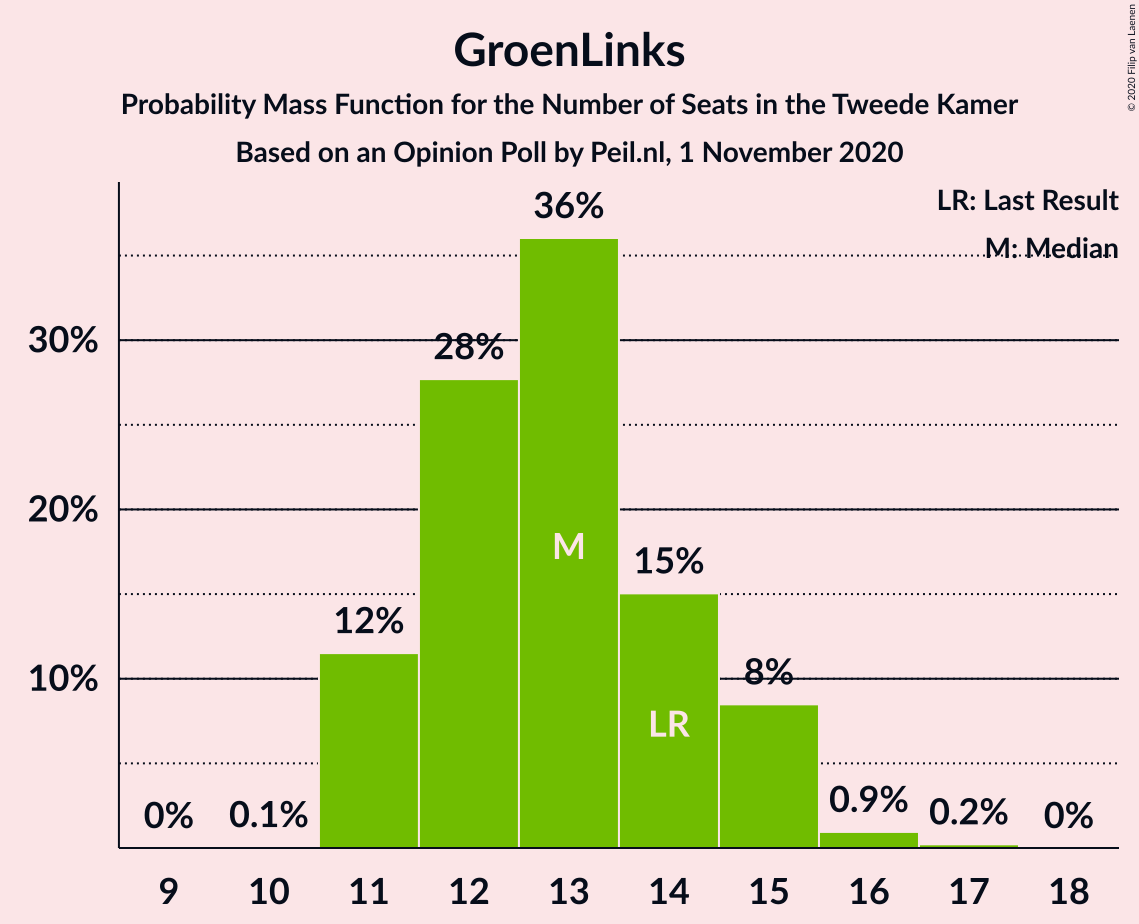 GroenLinks
Probability Mass Function for the Number of Seats in the Tweede Kamer
Based on an Opinion Poll by Peil.nl, 1 November 2020
© 2020 Filip van Laenen
LR: Last Result
M: Median
30%
20%
10%
0%
0.1%
12%
28%
36%
15%
8%
0.9%
0.2%
0%
M
LR
9 10 11 12 13 14 15 16 17 18